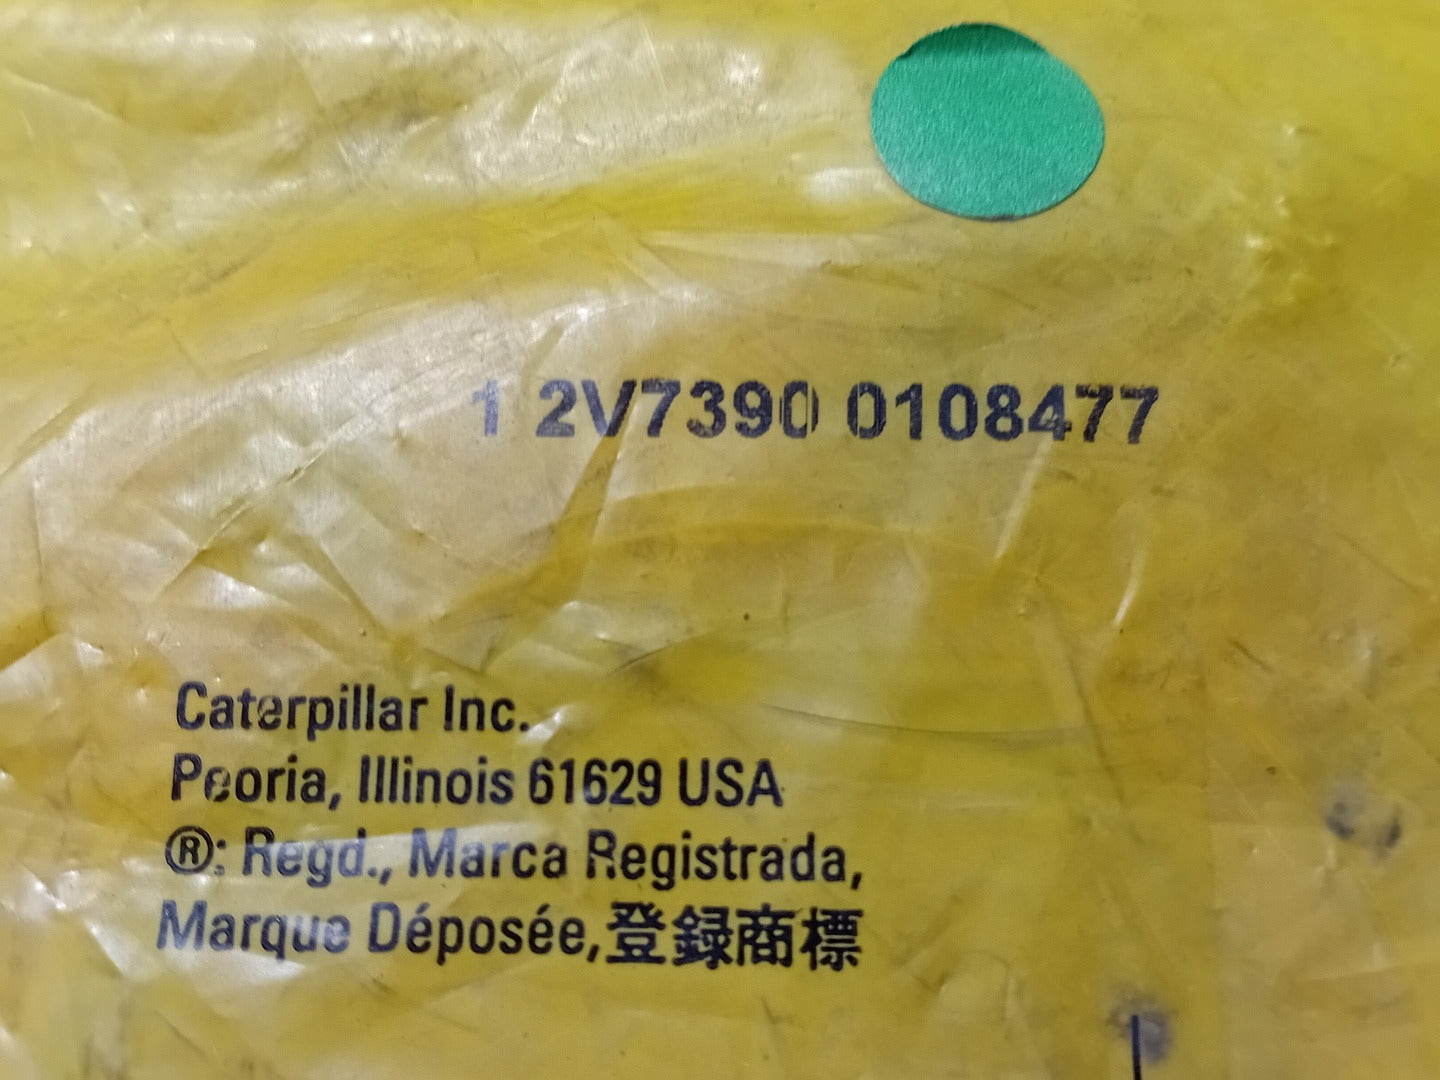 1 2V7390 0108477
Caterpillar Inc.
Peoria, Illinois 61629 USA
®: Regd., Marca Registrada,
Marque Déposée,登録商標